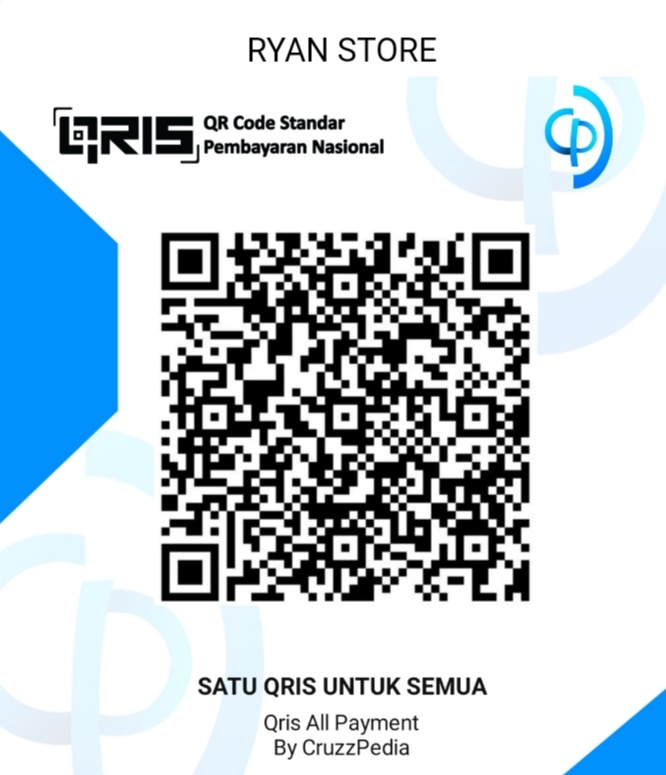 RYAN STORE
QRIS
QR Code Standar
Pembayaran Nasional
SATU QRIS UNTUK SEMUA
Qris All Payment
By CruzzPedia